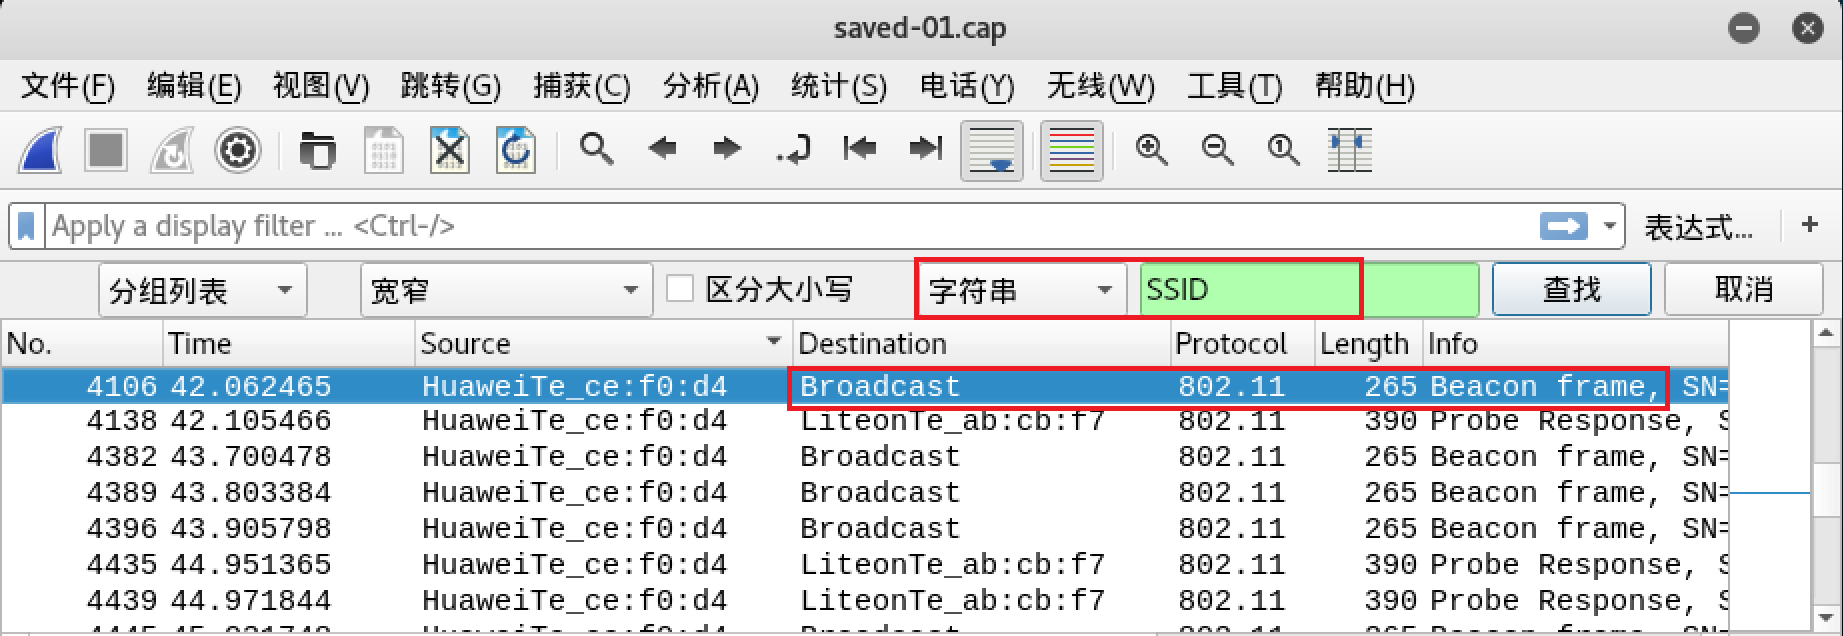 saved-01.cap
文件(F) 编辑(E) 视图(V) 跳转(G) 捕获(C) 分析(A) 统计(S) 电话(Y) 无线(W) 工具(T) 帮助(H)
Apply a display filter ... <Ctrl-/> 表达式... +
分组列表 宽窄 区分大小写 字符串 SSID 查找 取消
No. Time Source Destination Protocol Length Info
4106 42.062465 HuaweiTe_ce:f0:d4 Broadcast 802.11 265 Beacon frame, SN=
4138 42.105466 HuaweiTe_ce:f0:d4 LiteonTe_ab:cb:f7 802.11 390 Probe Response, S
4382 43.700478 HuaweiTe_ce:f0:d4 Broadcast 802.11 265 Beacon frame, SN=
4389 43.803384 HuaweiTe_ce:f0:d4 Broadcast 802.11 265 Beacon frame, SN=
4396 43.905798 HuaweiTe_ce:f0:d4 Broadcast 802.11 265 Beacon frame, SN=
4435 44.951365 HuaweiTe_ce:f0:d4 LiteonTe_ab:cb:f7 802.11 390 Probe Response, S
4439 44.971844 HuaweiTe_ce:f0:d4 LiteonTe_ab:cb:f7 802.11 390 Probe Response, S